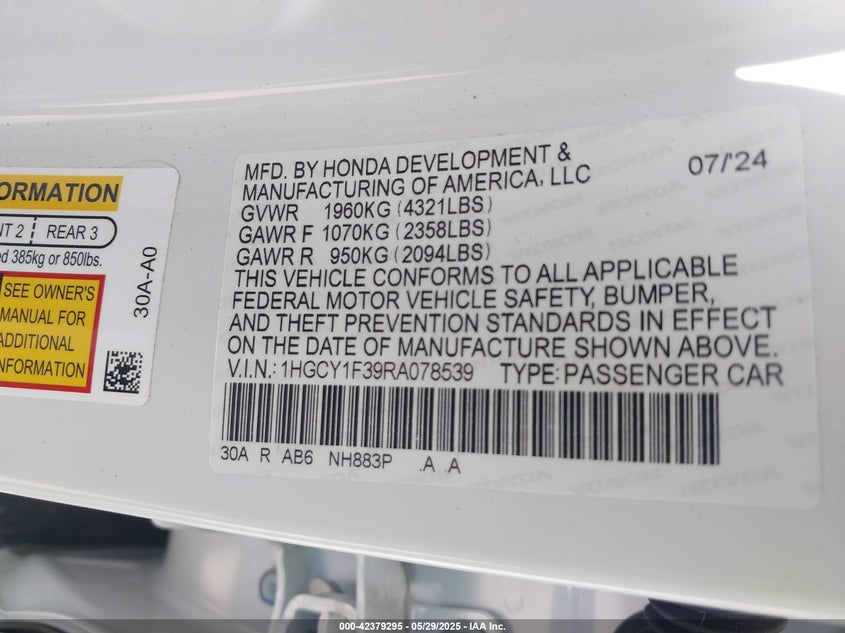 ORMATION
NT 2 REAR 3
ed 385kg or 850lbs.
SEE OWNER'S
MANUAL FOR
ADDITIONAL
INFORMATION
30A-A0
MFD. BY HONDA DEVELOPMENT & 07/'24
MANUFACTURING OF AMERICA, LLC
GVWR 1960KG (4321LBS)
GAWR F 1070KG (2358LBS)
GAWR R 950KG (2094LBS)
THIS VEHICLE CONFORMS TO ALL APPLICABLE
FEDERAL MOTOR VEHICLE SAFETY, BUMPER,
AND THEFT PREVENTION STANDARDS IN EFFECT
ON THE DATE OF MANUFACTURE SHOWN ABOVE.
V.I.N.: 1HGCY1F39RA078539 TYPE: PASSENGER CAR
30A R AB6 NH883P .A .A
000-42379295 - 05/29/2025 - IAA Inc.